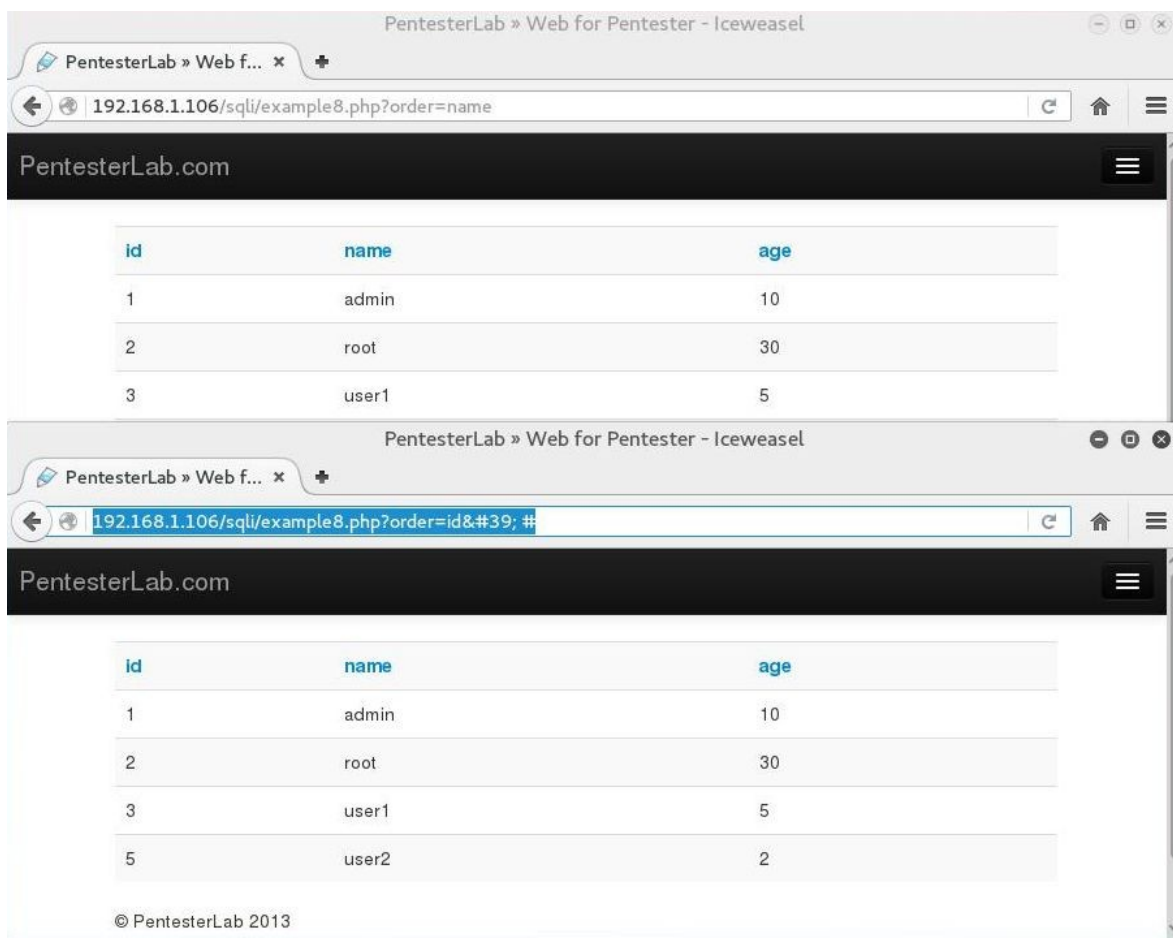 PentesterLab » Web for Pentester - Iceweasel
PentesterLab » Web f...
192.168.1.106/sqli/example8.php?order=name
PentesterLab.com
id name age
1 admin 10
2 root 30
3 user1 5
PentesterLab » Web for Pentester - Iceweasel
PentesterLab » Web f...
192.168.1.106/sqli/example8.php?order=id&#39; #
PentesterLab.com
id name age
1 admin 10
2 root 30
3 user1 5
5 user2 2
© PentesterLab 2013